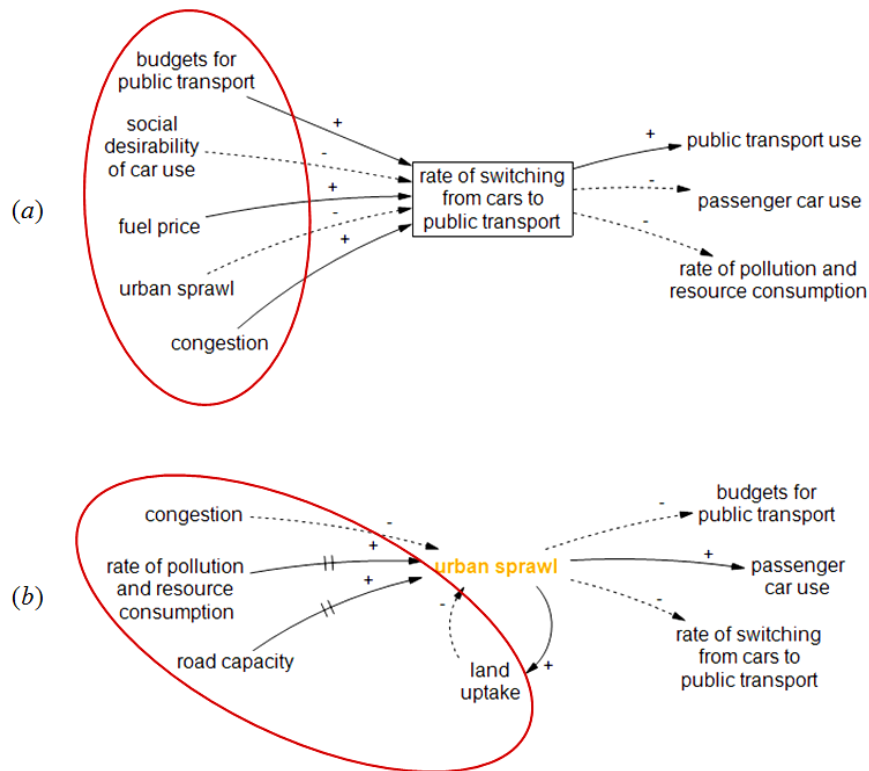 (a)
budgets for
public transport
+
social
desirability
of car use
-
fuel price
+
urban sprawl
-
congestion
+
rate of switching
from cars to
public transport
+
public transport use
-
passenger car use
-
rate of pollution and
resource consumption
(b)
congestion
-
rate of pollution
and resource
consumption
+
road capacity
+
urban sprawl
-
land
uptake
+
-
budgets for
public transport
+
passenger
car use
-
rate of switching
from cars to
public transport